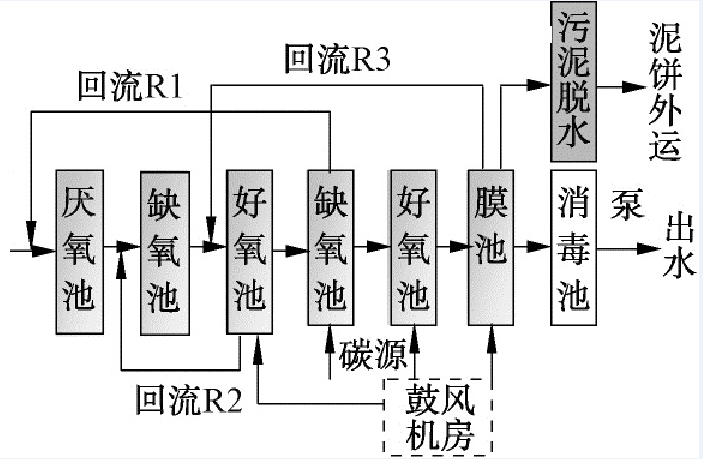 回流R1
回流R3
污泥脱水
泥饼外运
厌氧池
缺氧池
好氧池
缺氧池
好氧池
膜池
消毒池
泵
出水
碳源
回流R2
鼓风
机房